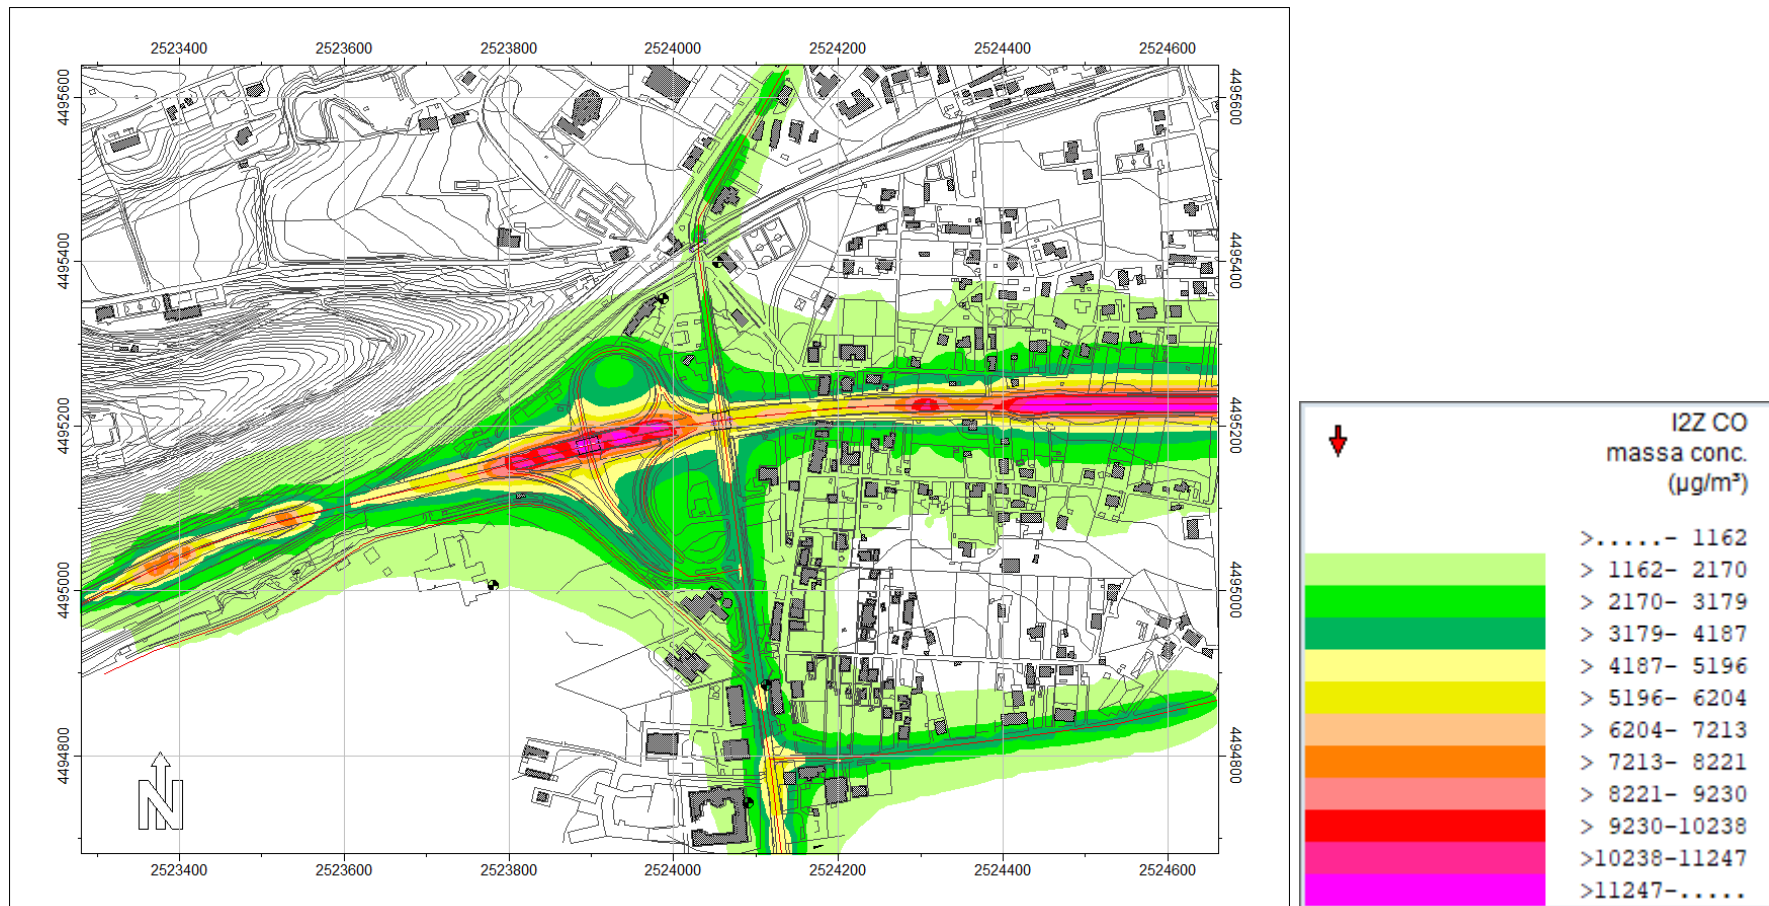 2523400 2523600 2523800 2524000 2524200 2524400 2524600
4495600 4495600
4495400 4495400
4495200 4495200
4495000 4495000
4494800 4494800
N
2523400 2523600 2523800 2524000 2524200 2524400 2524600
I2Z CO
massa conc.
(µg/m³)
>.....- 1162
> 1162- 2170
> 2170- 3179
> 3179- 4187
> 4187- 5196
> 5196- 6204
> 6204- 7213
> 7213- 8221
> 8221- 9230
> 9230-10238
>10238-11247
>11247-.....